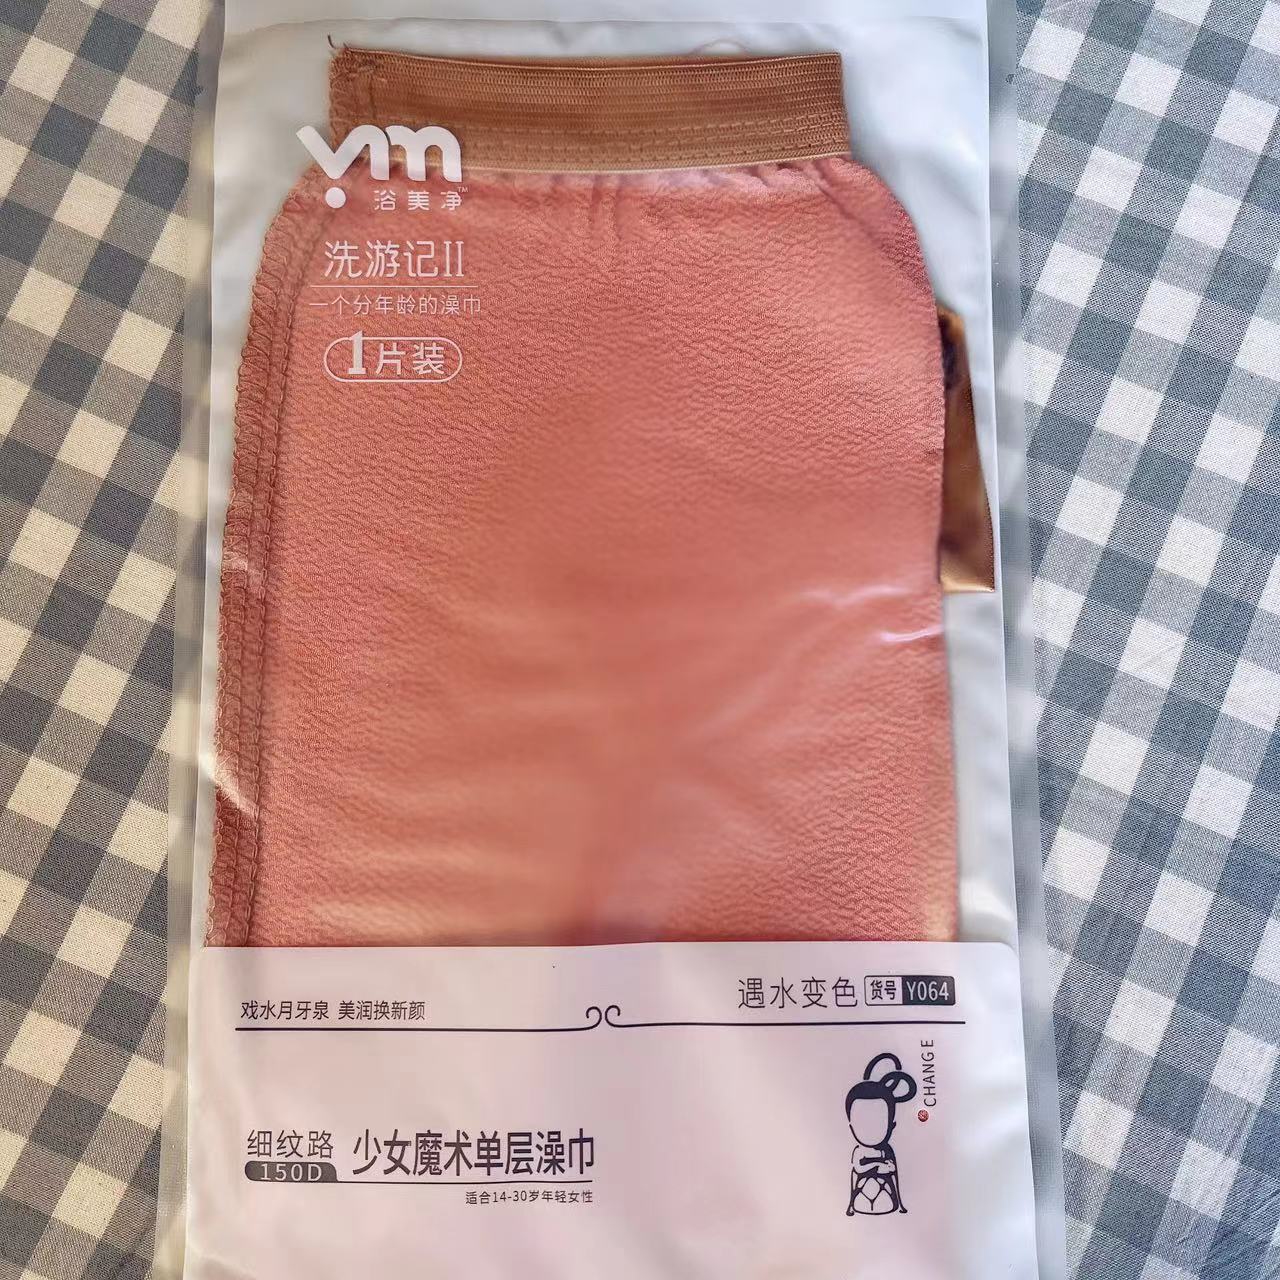 ym
浴美净™
洗游记II
一个分年龄的澡巾
1片装
戏水月牙泉 美润换新颜
遇水变色 货号 Y064
CHANGE
细纹路
150D
少女魔术单层澡巾
适合14-30岁年轻女性